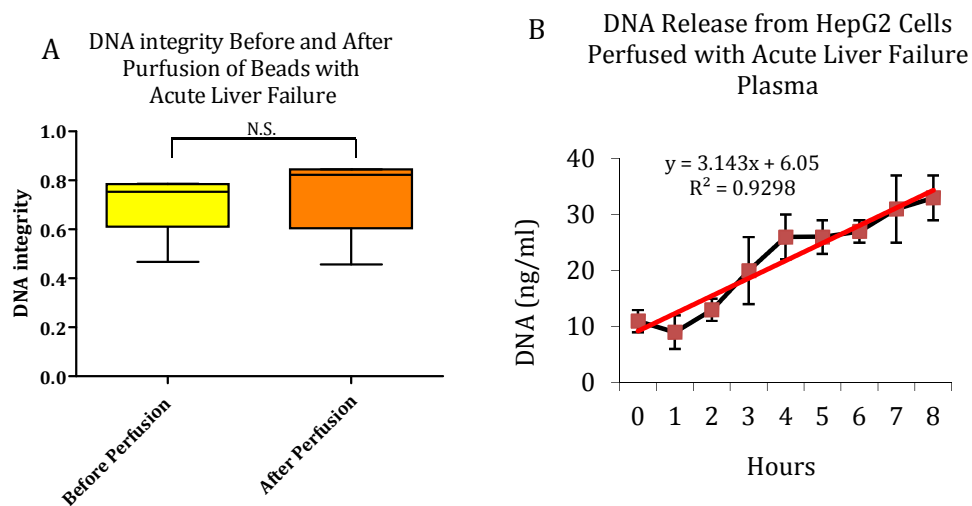 A
DNA integrity Before and After
Purfusion of Beads with
Acute Liver Failure
N.S.
1.0
0.8
0.6
0.4
0.2
0.0
DNA integrity
Before Perfusion
After Perfusion
B
DNA Release from HepG2 Cells
Perfused with Acute Liver Failure
Plasma
y = 3.143x + 6.05
R² = 0.9298
40
30
20
10
0
DNA (ng/ml)
0 1 2 3 4 5 6 7 8
Hours